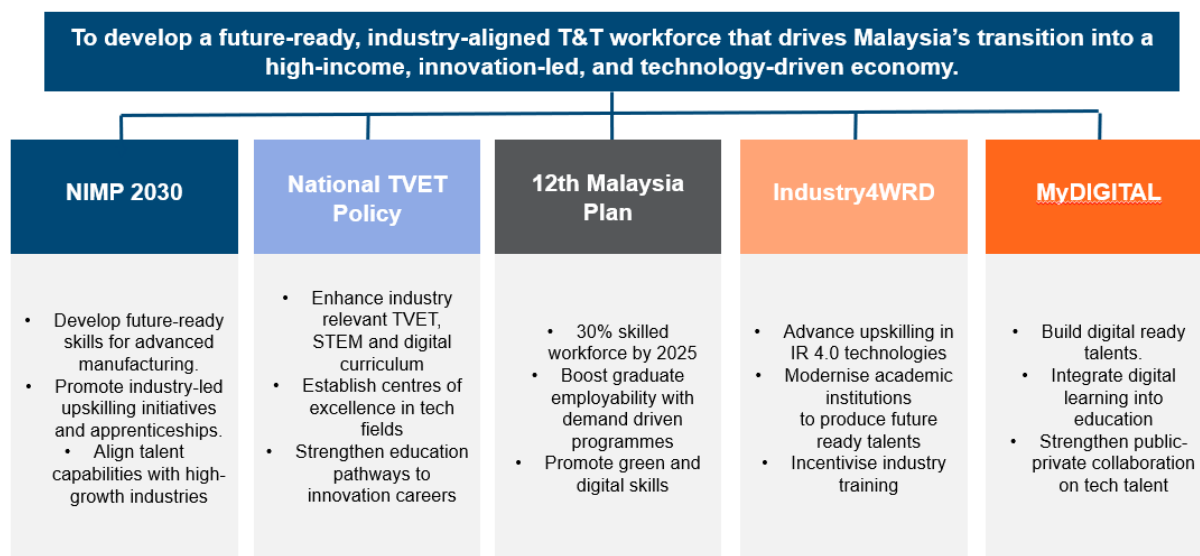 To develop a future-ready, industry-aligned T&T workforce that drives Malaysia's transition into a
high-income, innovation-led, and technology-driven economy.
NIMP 2030
• Develop future-ready
skills for advanced
manufacturing.
• Promote industry-led
upskilling initiatives
and apprenticeships.
• Align talent
capabilities with high-
growth industries
National TVET
Policy
• Enhance industry
relevant TVET,
STEM and digital
curriculum
• Establish centres of
excellence in tech
fields
• Strengthen education
pathways to
innovation careers
12th Malaysia
Plan
• 30% skilled
workforce by 2025
• Boost graduate
employability with
demand driven
programmes
• Promote green and
digital skills
Industry4WRD
• Advance upskilling in
IR 4.0 technologies
• Modernise academic
institutions
to produce future
ready talents
• Incentivise industry
training
MyDIGITAL
• Build digital ready
talents.
• Integrate digital
learning into
education
• Strengthen public-
private collaboration
on tech talent